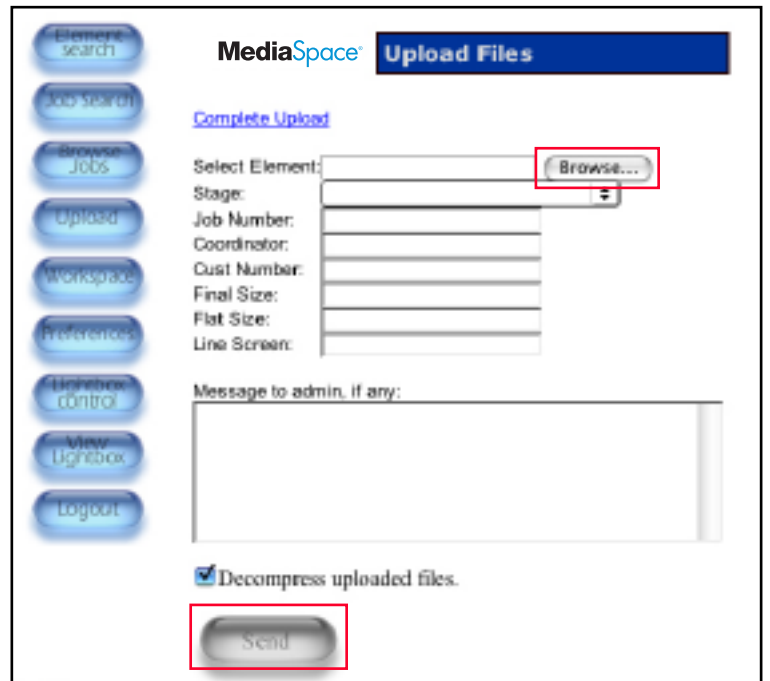 Element
search
Job Search
Browse
Jobs
Upload
Workspace
Preferences
Lightbox
control
View
Lightbox
Logout
MediaSpace
Upload Files
Complete Upload
Select Element:
Browse...
Stage:
Job Number:
Coordinator:
Cust Number:
Final Size:
Flat Size:
Line Screen:
Message to admin, if any:
Decompress uploaded files.
Send